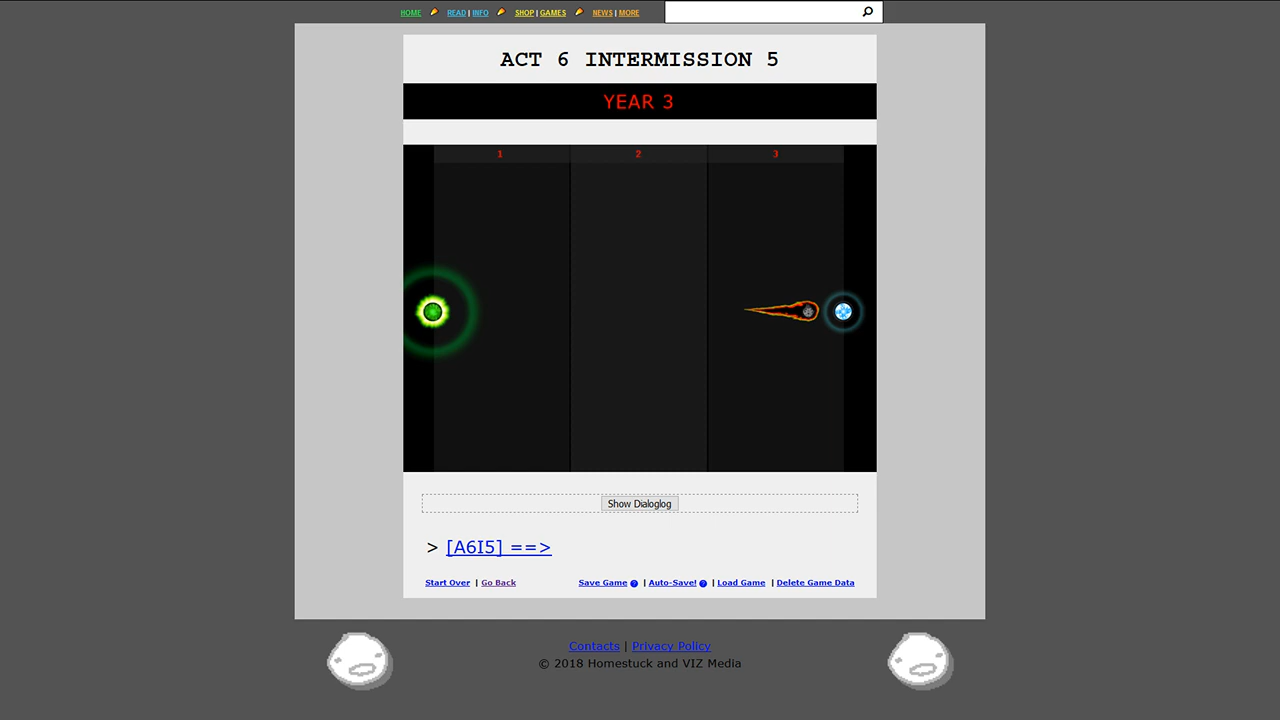 HOME READ | INFO SHOP | GAMES NEWS | MORE
ACT 6 INTERMISSION 5
YEAR 3
1 2 3
Show Dialoglog
> [A6I5] ==>
Start Over | Go Back Save Game ? | Auto-Save! ? | Load Game | Delete Game Data
Contacts | Privacy Policy
© 2018 Homestuck and VIZ Media